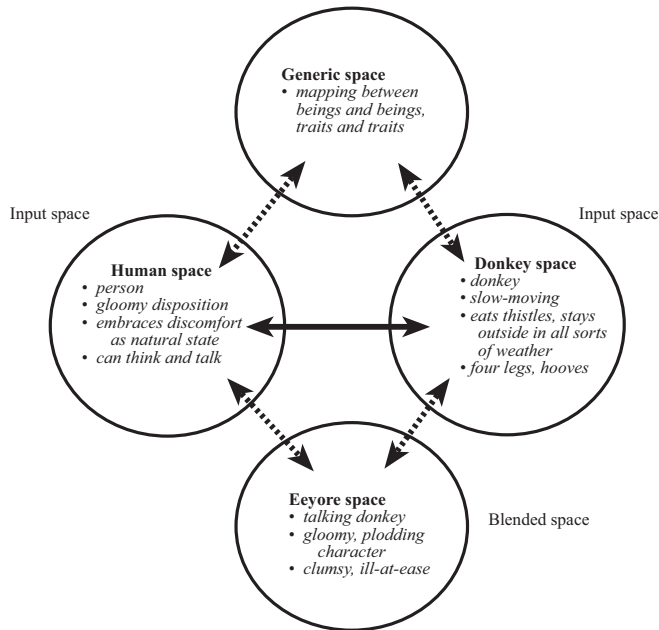 Generic space
• mapping between
beings and beings,
traits and traits
Input space
Input space
Human space
• person
• gloomy disposition
• embraces discomfort
as natural state
• can think and talk
Donkey space
• donkey
• slow-moving
• eats thistles, stays
outside in all sorts
of weather
• four legs, hooves
Eeyore space
• talking donkey
• gloomy, plodding
character
• clumsy, ill-at-ease
Blended space